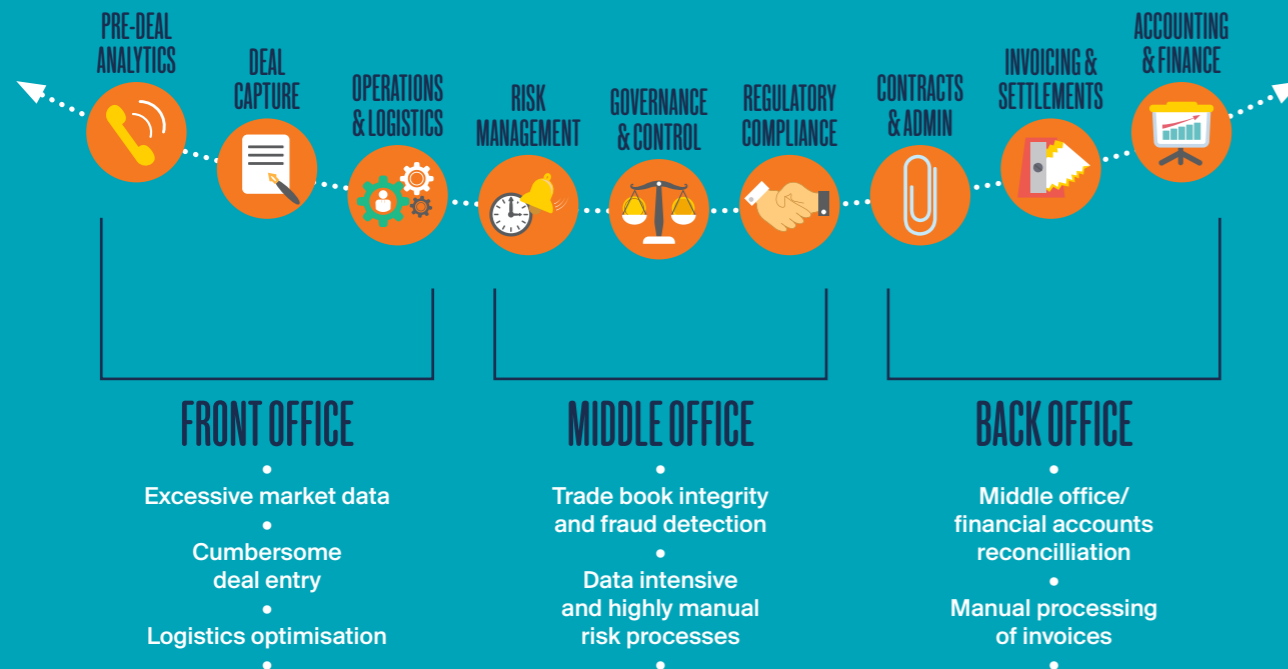 PRE-DEAL
ANALYTICS
DEAL
CAPTURE
OPERATIONS
& LOGISTICS
RISK
MANAGEMENT
GOVERNANCE
& CONTROL
REGULATORY
COMPLIANCE
CONTRACTS
& ADMIN
INVOICING &
SETTLEMENTS
ACCOUNTING
& FINANCE
FRONT OFFICE
Excessive market data
Cumbersome
deal entry
Logistics optimisation
MIDDLE OFFICE
Trade book integrity
and fraud detection
Data intensive
and highly manual
risk processes
BACK OFFICE
Middle office/
financial accounts
reconcilliation
Manual processing
of invoices